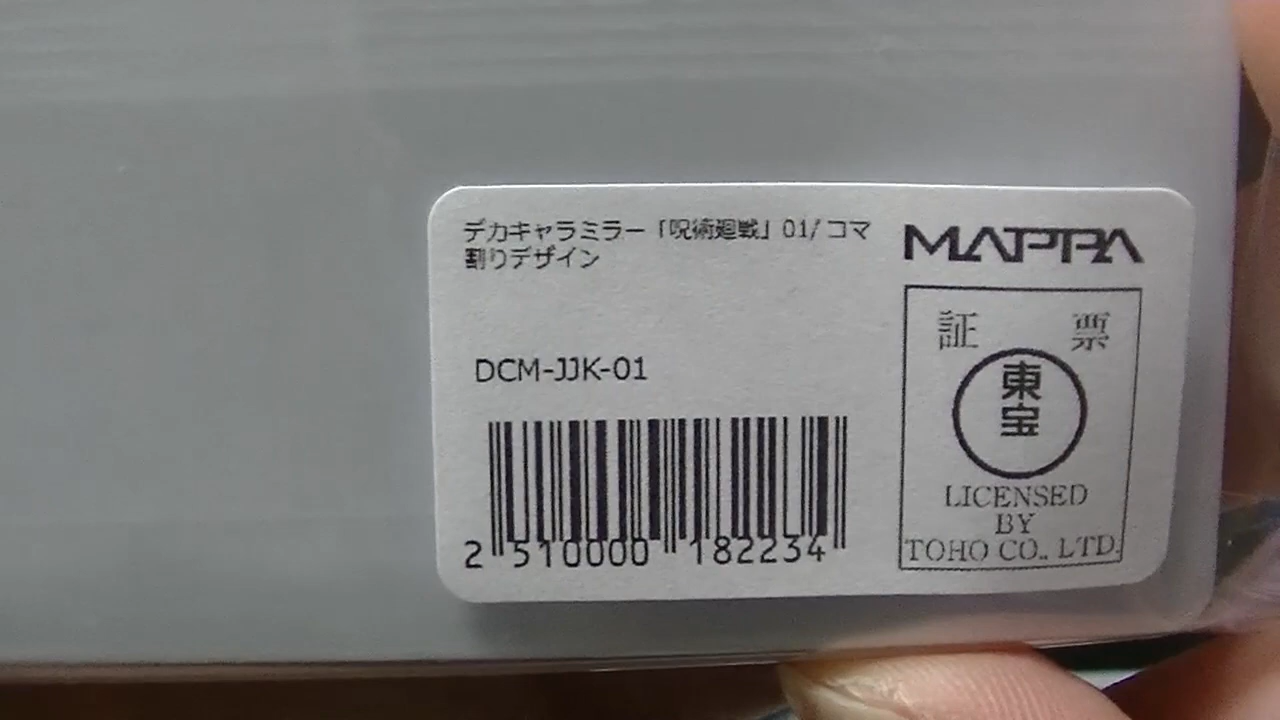 デカキャラミラー「呪術廻戦」01/コマ
割りデザイン
DCM-JJK-01
2 510000 182234
MAPPA
証 票
東
宝
LICENSED
BY
TOHO CO., LTD.